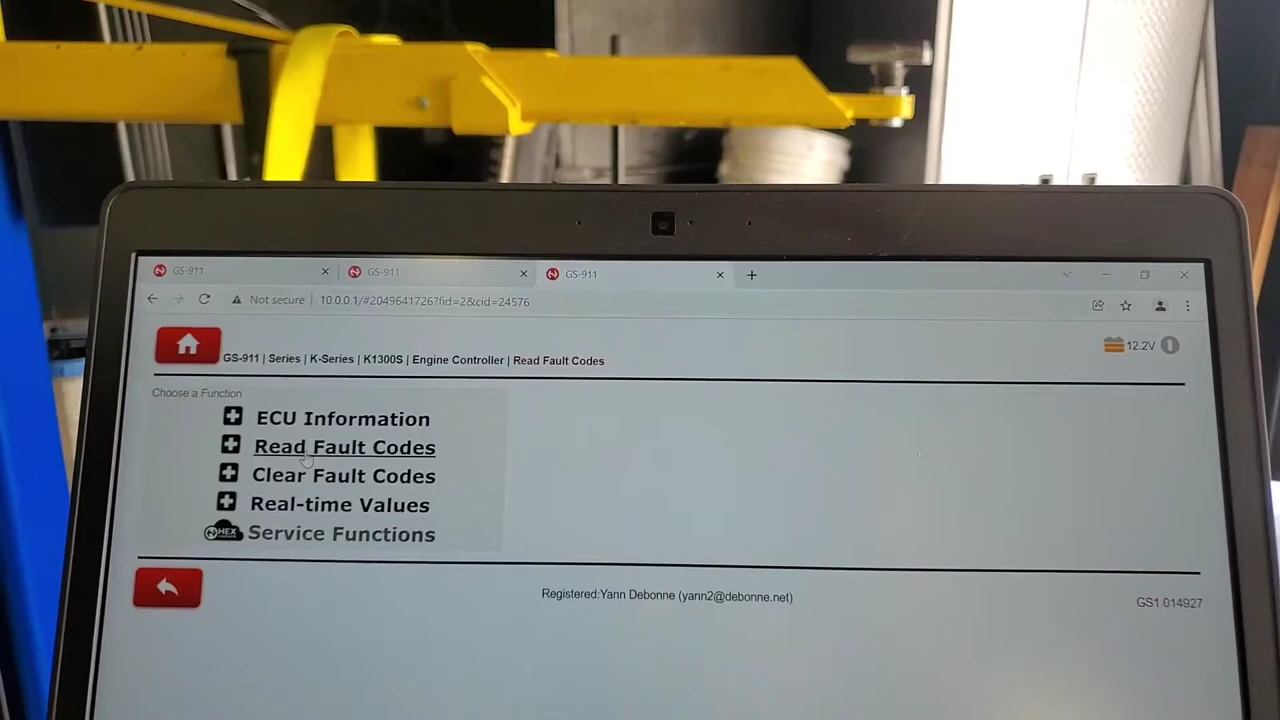 GS-911
GS-911
GS-911
Not secure
10.0.0.1/#2049641726?fid=2&cid=24576
GS-911 | Series | K-Series | K1300S | Engine Controller | Read Fault Codes
12.2V
Choose a Function
ECU Information
Read Fault Codes
Clear Fault Codes
Real-time Values
HEX
Service Functions
Registered:Yann Debonne (yann2@debonne.net)
GS1 014927